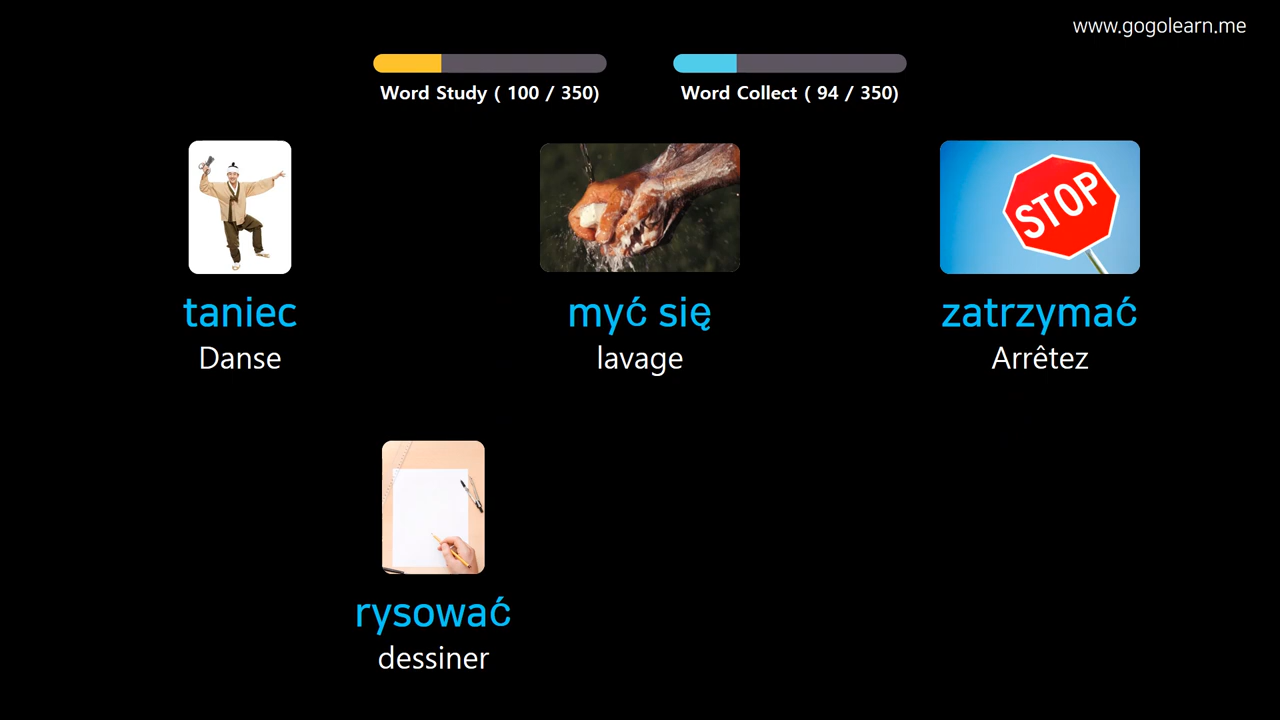 www.gogolearn.me
Word Study ( 100 / 350)
Word Collect ( 94 / 350)
STOP
taniec
Danse
myć się
lavage
zatrzymać
Arrêtez
rysować
dessiner